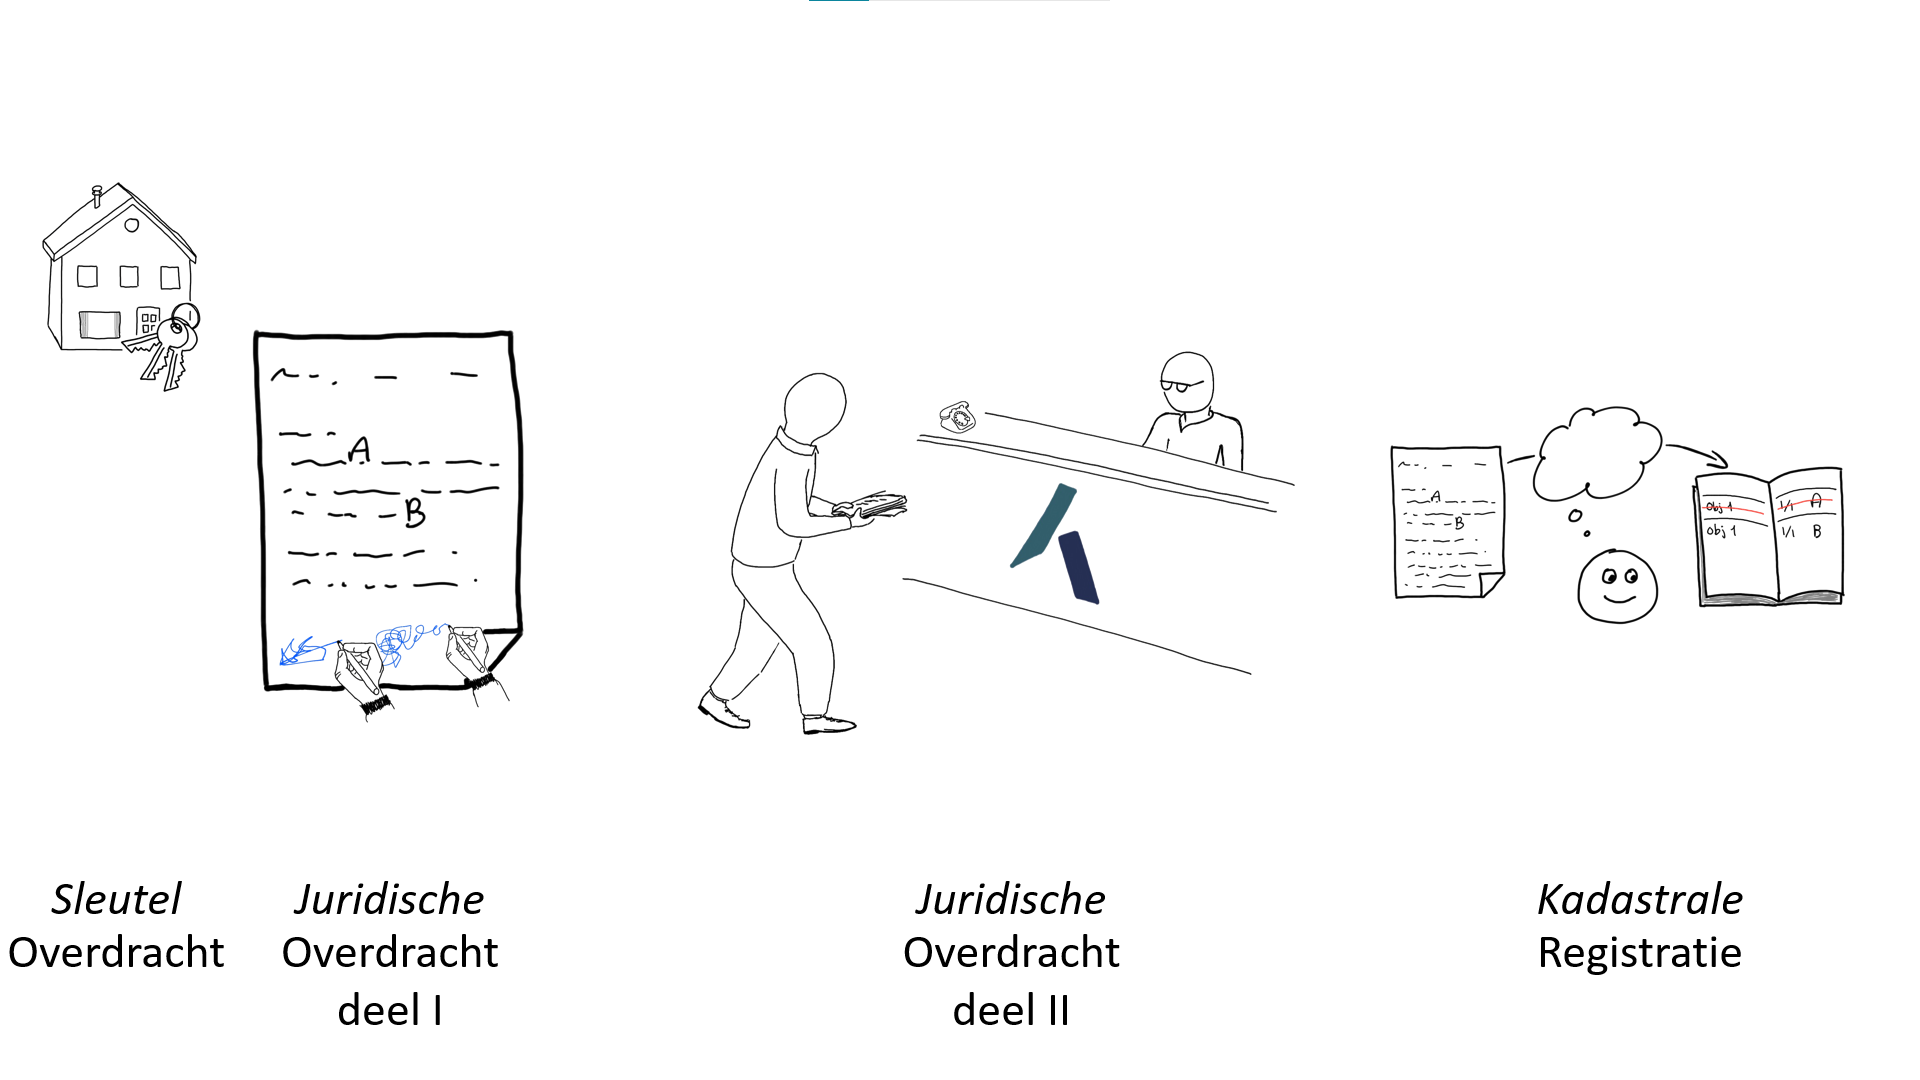 A
B
A
B
Obj 1 1/1 A
Obj 1 1/1 B
Sleutel
Overdracht
Juridische
Overdracht
deel I
Juridische
Overdracht
deel II
Kadastrale
Registratie